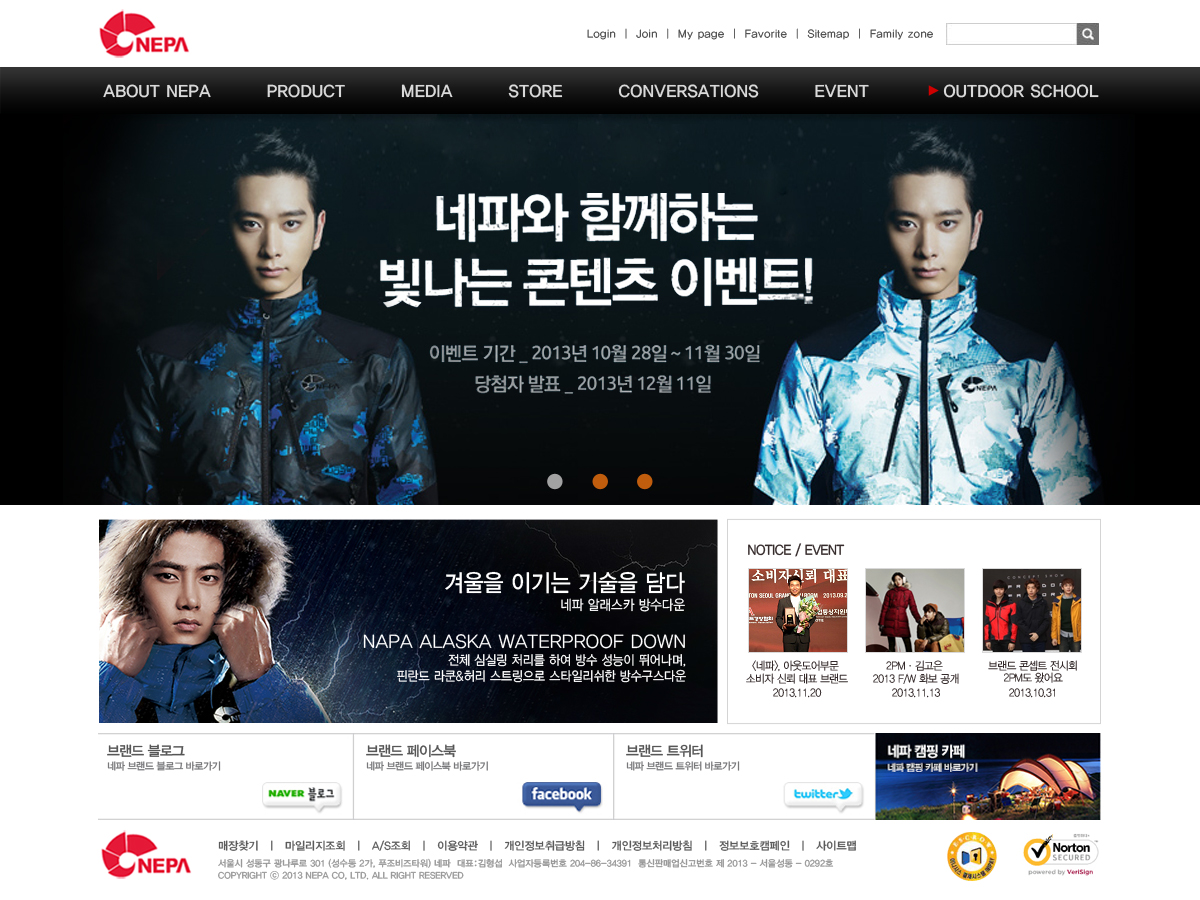 NEPA
Login | Join | My page | Favorite | Sitemap | Family zone
ABOUT NEPA PRODUCT MEDIA STORE CONVERSATIONS EVENT OUTDOOR SCHOOL
네파와 함께하는
빛나는 콘텐츠 이벤트!
이벤트 기간 _ 2013년 10월 28일 ~ 11월 30일
당첨자 발표 _ 2013년 12월 11일
NEPA
겨울을 이기는 기술을 담다
네파 알래스카 방수다운
NAPA ALASKA WATERPROOF DOWN
전체 심실링 처리를 하여 방수 성능이 뛰어나며,
핀란드 라쿤&허리 스트링으로 스타일리쉬한 방수구스다운
NOTICE / EVENT
소비자신뢰 대표
CONCEPT SHOW
<네파>, 아웃도어부문
소비자 신뢰 대표 브랜드
2013.11.20
2PM · 김고은
2013 F/W 화보 공개
2013.11.13
브랜드 콘셉트 전시회
2PM도 왔어요
2013.10.31
브랜드 블로그
네파 브랜드 블로그 바로가기
NAVER 블로그
브랜드 페이스북
네파 브랜드 페이스북 바로가기
facebook
브랜드 트위터
네파 브랜드 트위터 바로가기
twitter
네파 캠핑 카페
네파 캠핑 카페 바로가기
NEPA
매장찾기 | 마일리지조회 | A/S조회 | 이용약관 | 개인정보취급방침 | 개인정보처리방침 | 정보보호캠페인 | 사이트맵
서울시 성동구 광나루로 301 (성수동 2가, 푸조비즈타워) 네파 대표:김형섭 사업자등록번호 204-86-34391 통신판매업신고번호 제 2013 - 서울성동 - 0292호
COPYRIGHT ⓒ 2013 NEPA CO, LTD, ALL RIGHT RESERVED
ESCROW
Norton
SECURED
powered by VeriSign